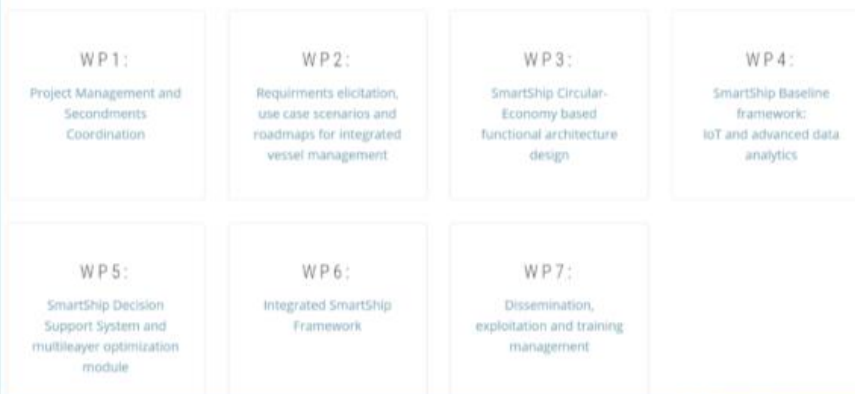 WP1:
Project Management and
Secondments
Coordination
WP2:
Requirments elicitation,
use case scenarios and
roadmaps for integrated
vessel management
WP3:
SmartShip Circular-
Economy based
functional architecture
design
WP4:
SmartShip Baseline
framework:
IoT and advanced data
analytics
WP5:
SmartShip Decision
Support System and
multileayer optimization
module
WP6:
Integrated SmartShip
Framework
WP7:
Dissemination,
exploitation and training
management